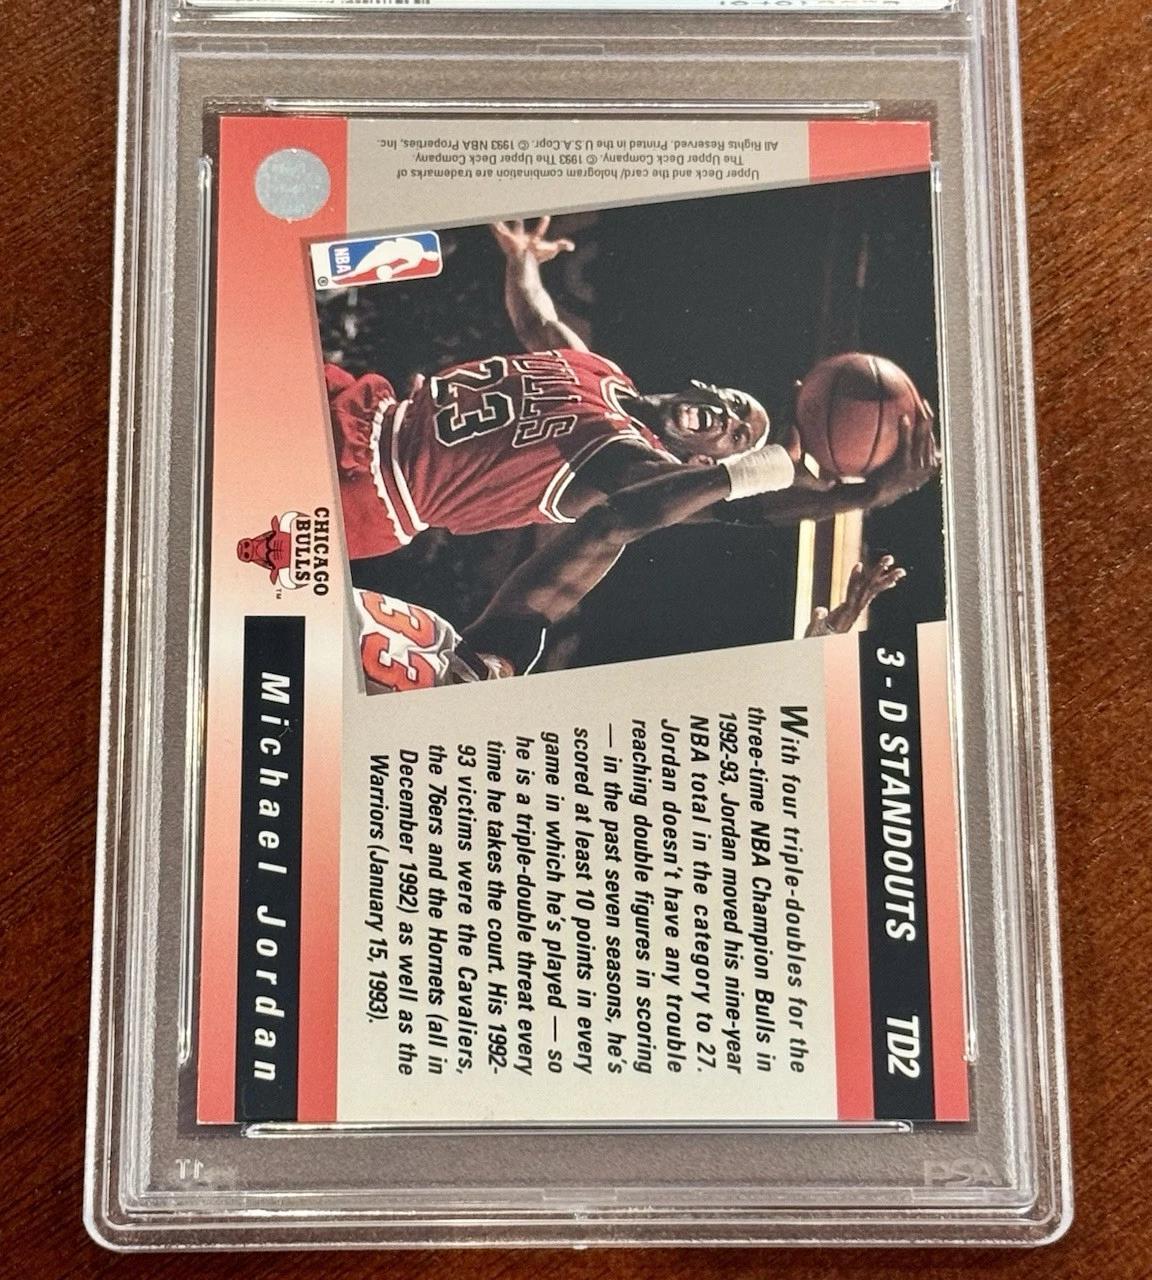 3 - D STANDOUTS TD2
With four triple-doubles for the
three-time NBA Champion Bulls in
1992-93, Jordan moved his nine-year
NBA total in the category to 27.
Jordan doesn't have any trouble
reaching double figures in scoring
— in the past seven seasons, he's
scored at least 10 points in every
game in which he's played — so
he is a triple-double threat every
time he takes the court. His 1992-
93 victims were the Cavaliers,
the 76ers and the Hornets (all in
December 1992) as well as the
Warriors (January 15, 1993).
Michael Jordan
CHICAGO
BULLS
TM
NBA
®
23
33
Upper Deck and the card/hologram combination are trademarks of
The Upper Deck Company. © 1993 The Upper Deck Company.
All Rights Reserved. Printed in the U.S.A. Copr. © 1993 NBA Properties, Inc.
PSA